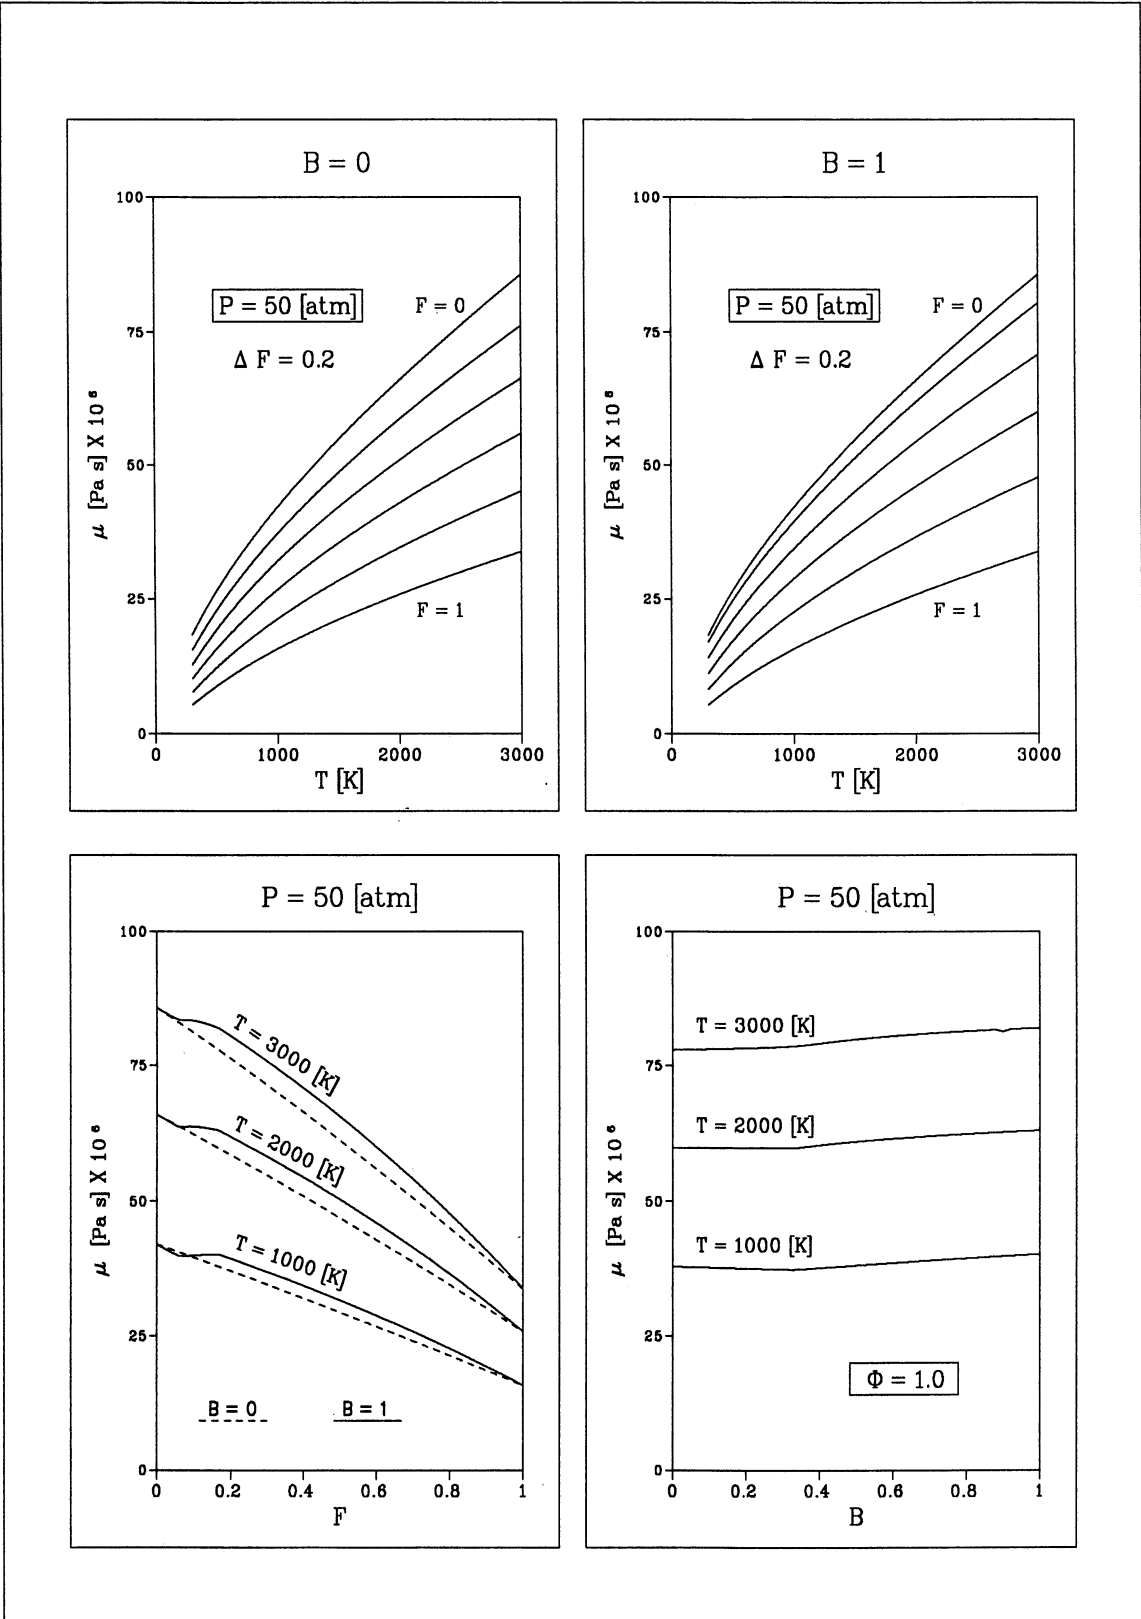 B = 0
100
75
50
25
0
μ [Pa s] X 10⁶
P = 50 [atm]
Δ F = 0.2
F = 0
F = 1
0 1000 2000 3000
T [K]
B = 1
100
75
50
25
0
μ [Pa s] X 10⁶
P = 50 [atm]
Δ F = 0.2
F = 0
F = 1
0 1000 2000 3000
T [K]
P = 50 [atm]
100
75
50
25
0
μ [Pa s] X 10⁶
T = 3000 [K]
T = 2000 [K]
T = 1000 [K]
B = 0 B = 1
0 0.2 0.4 0.6 0.8 1
F
P = 50 [atm]
100
75
50
25
0
μ [Pa s] X 10⁶
T = 3000 [K]
T = 2000 [K]
T = 1000 [K]
Φ = 1.0
0 0.2 0.4 0.6 0.8 1
B